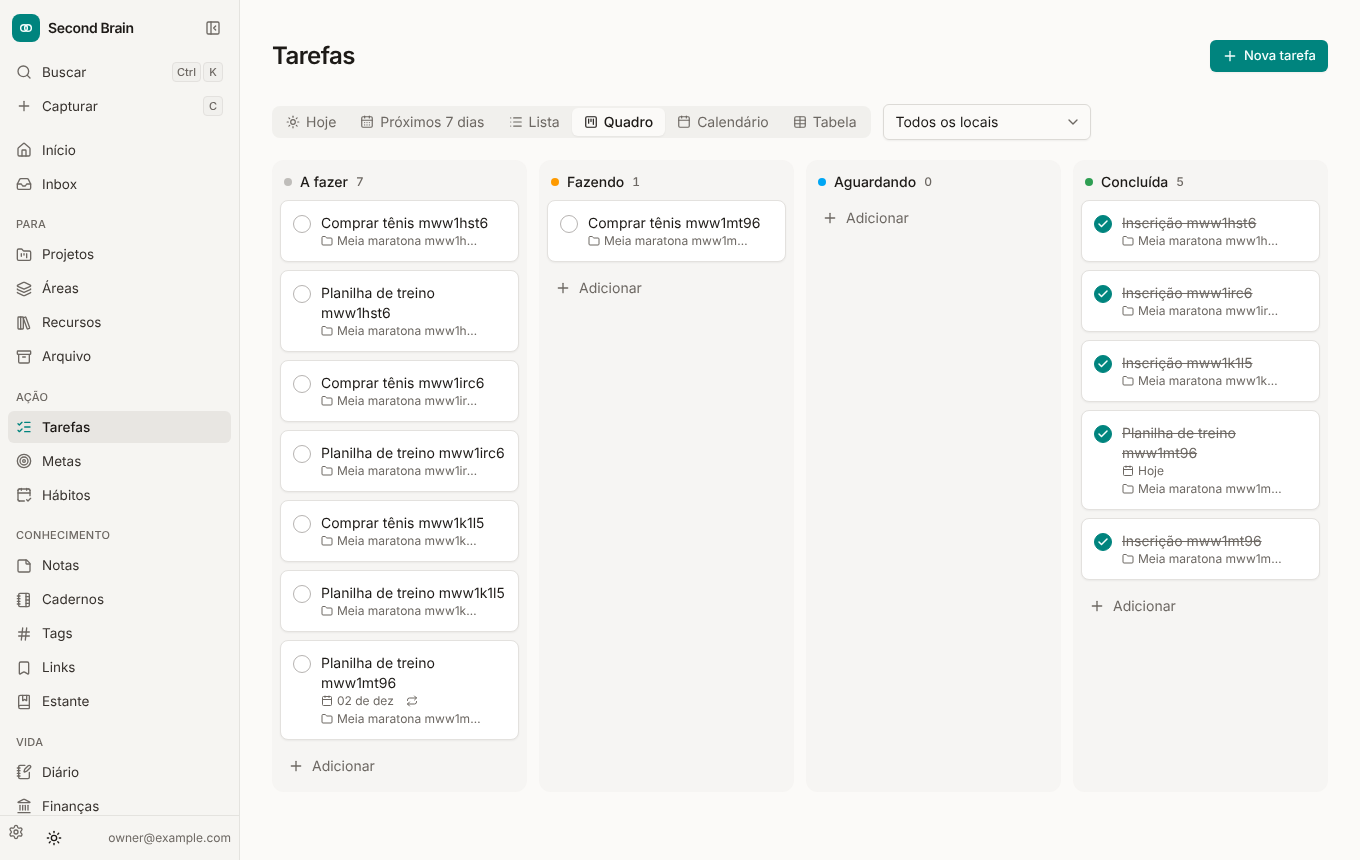 Second Brain
Buscar Ctrl K
Capturar C
Início
Inbox
PARA
Projetos
Áreas
Recursos
Arquivo
AÇÃO
Tarefas
Metas
Hábitos
CONHECIMENTO
Notas
Cadernos
Tags
Links
Estante
VIDA
Diário
Finanças
owner@example.com
Tarefas
Nova tarefa
Hoje Próximos 7 dias Lista Quadro Calendário Tabela Todos os locais
A fazer 7
Comprar tênis mww1hst6
Meia maratona mww1h…
Planilha de treino
mww1hst6
Meia maratona mww1h…
Comprar tênis mww1irc6
Meia maratona mww1ir…
Planilha de treino mww1irc6
Meia maratona mww1ir…
Comprar tênis mww1k1l5
Meia maratona mww1k…
Planilha de treino mww1k1l5
Meia maratona mww1k…
Planilha de treino
mww1mt96
02 de dez
Meia maratona mww1m…
Adicionar
Fazendo 1
Comprar tênis mww1mt96
Meia maratona mww1m…
Adicionar
Aguardando 0
Adicionar
Concluída 5
Inscrição mww1hst6
Meia maratona mww1h…
Inscrição mww1irc6
Meia maratona mww1ir…
Inscrição mww1k1l5
Meia maratona mww1k…
Planilha de treino
mww1mt96
Hoje
Meia maratona mww1m…
Inscrição mww1mt96
Meia maratona mww1m…
Adicionar